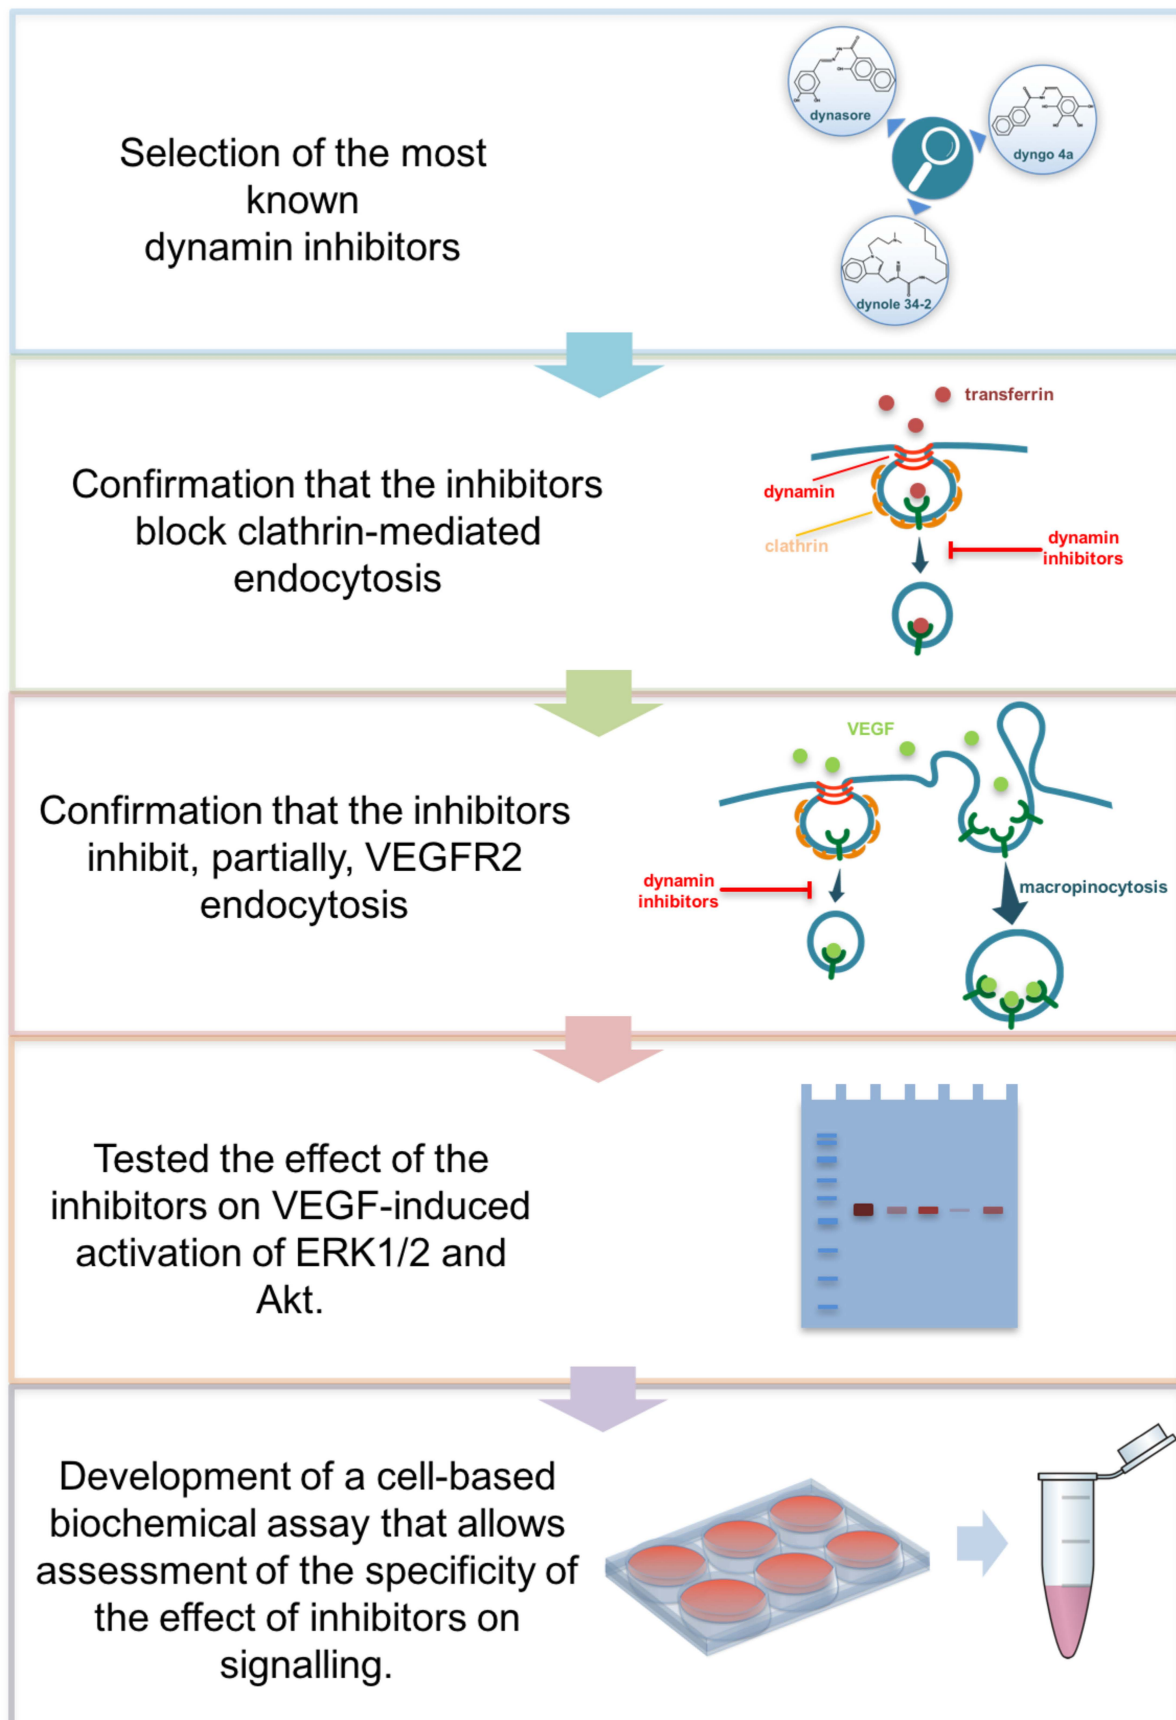 Selection of the most
known
dynamin inhibitors
dynasore
dyngo 4a
dynole 34-2
Confirmation that the inhibitors
block clathrin-mediated
endocytosis
transferrin
dynamin
clathrin
dynamin
inhibitors
Confirmation that the inhibitors
inhibit, partially, VEGFR2
endocytosis
VEGF
dynamin
inhibitors
macropinocytosis
Tested the effect of the
inhibitors on VEGF-induced
activation of ERK1/2 and
Akt.
Development of a cell-based
biochemical assay that allows
assessment of the specificity of
the effect of inhibitors on
signalling.